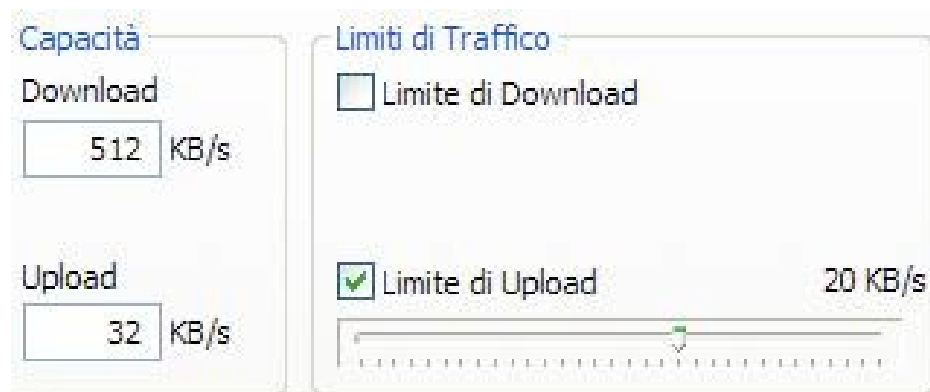 Capacità
Download
512 KB/s
Upload
32 KB/s
Limiti di Traffico
Limite di Download
Limite di Upload 20 KB/s